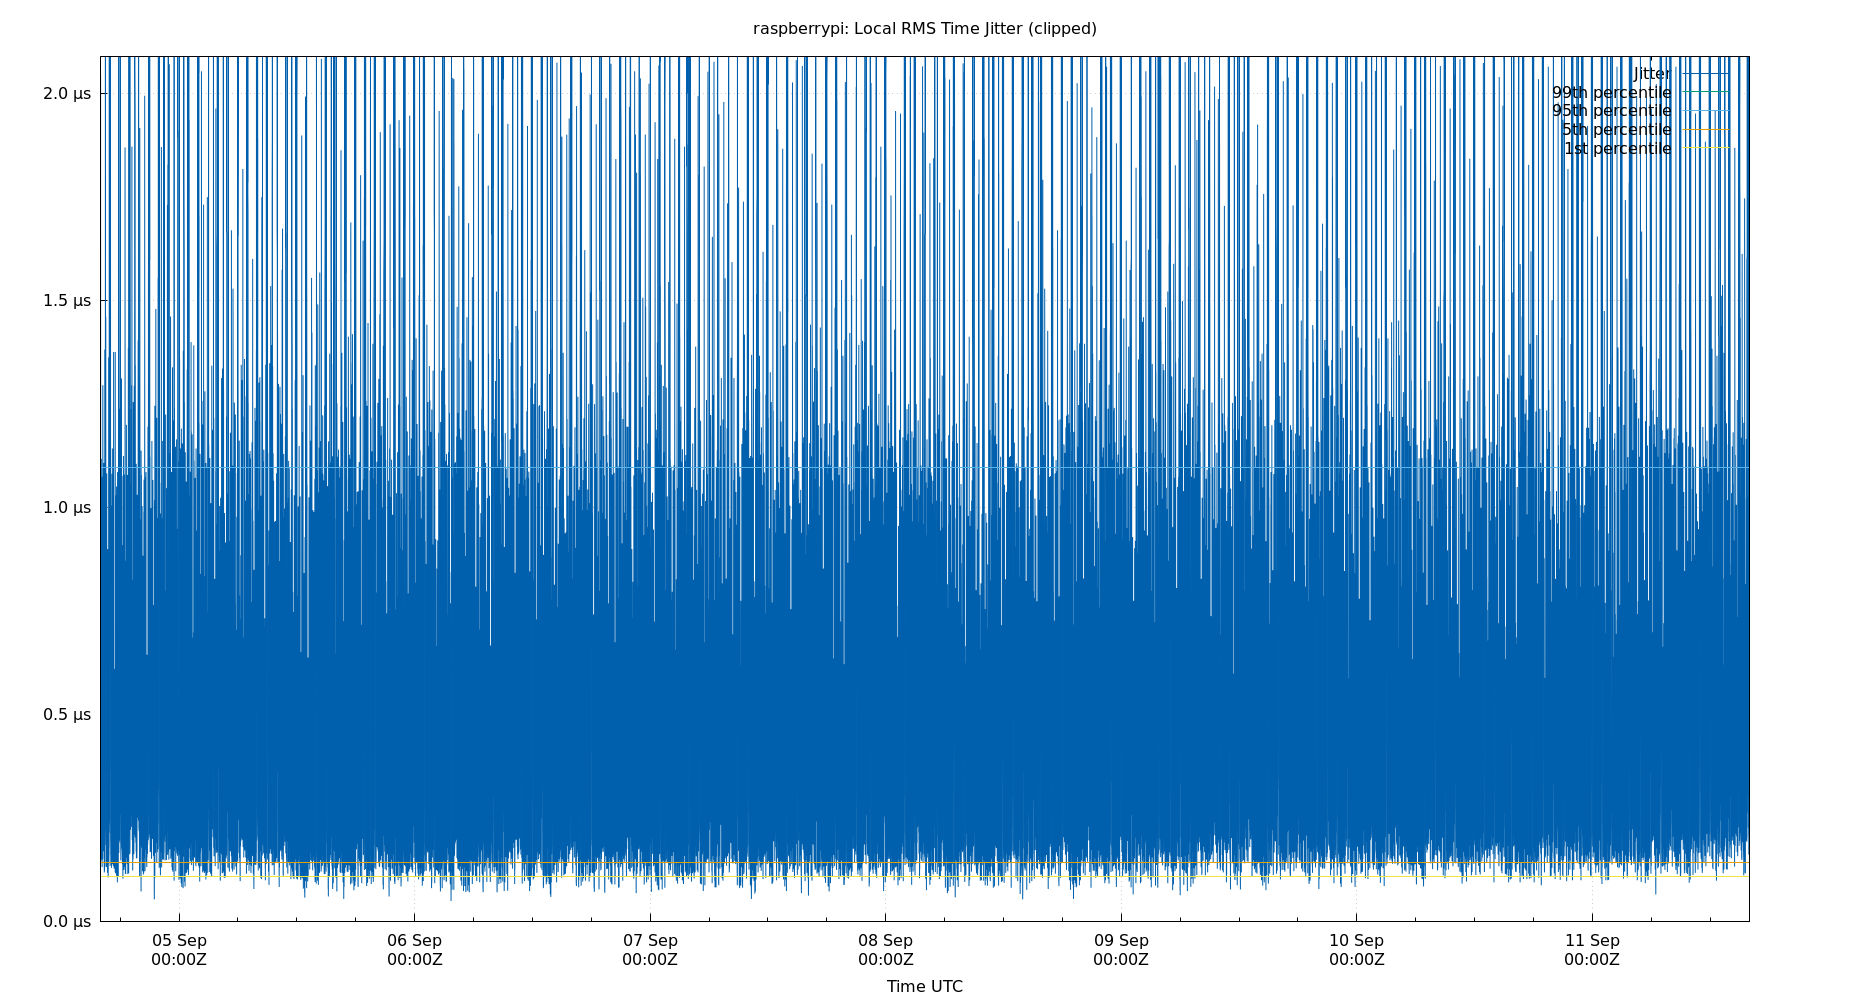 raspberrypi: Local RMS Time Jitter (clipped)
Jitter
99th percentile
95th percentile
5th percentile
1st percentile
2.0 µs
1.5 µs
1.0 µs
0.5 µs
0.0 µs
05 Sep
00:00Z
06 Sep
00:00Z
07 Sep
00:00Z
08 Sep
00:00Z
09 Sep
00:00Z
10 Sep
00:00Z
11 Sep
00:00Z
Time UTC